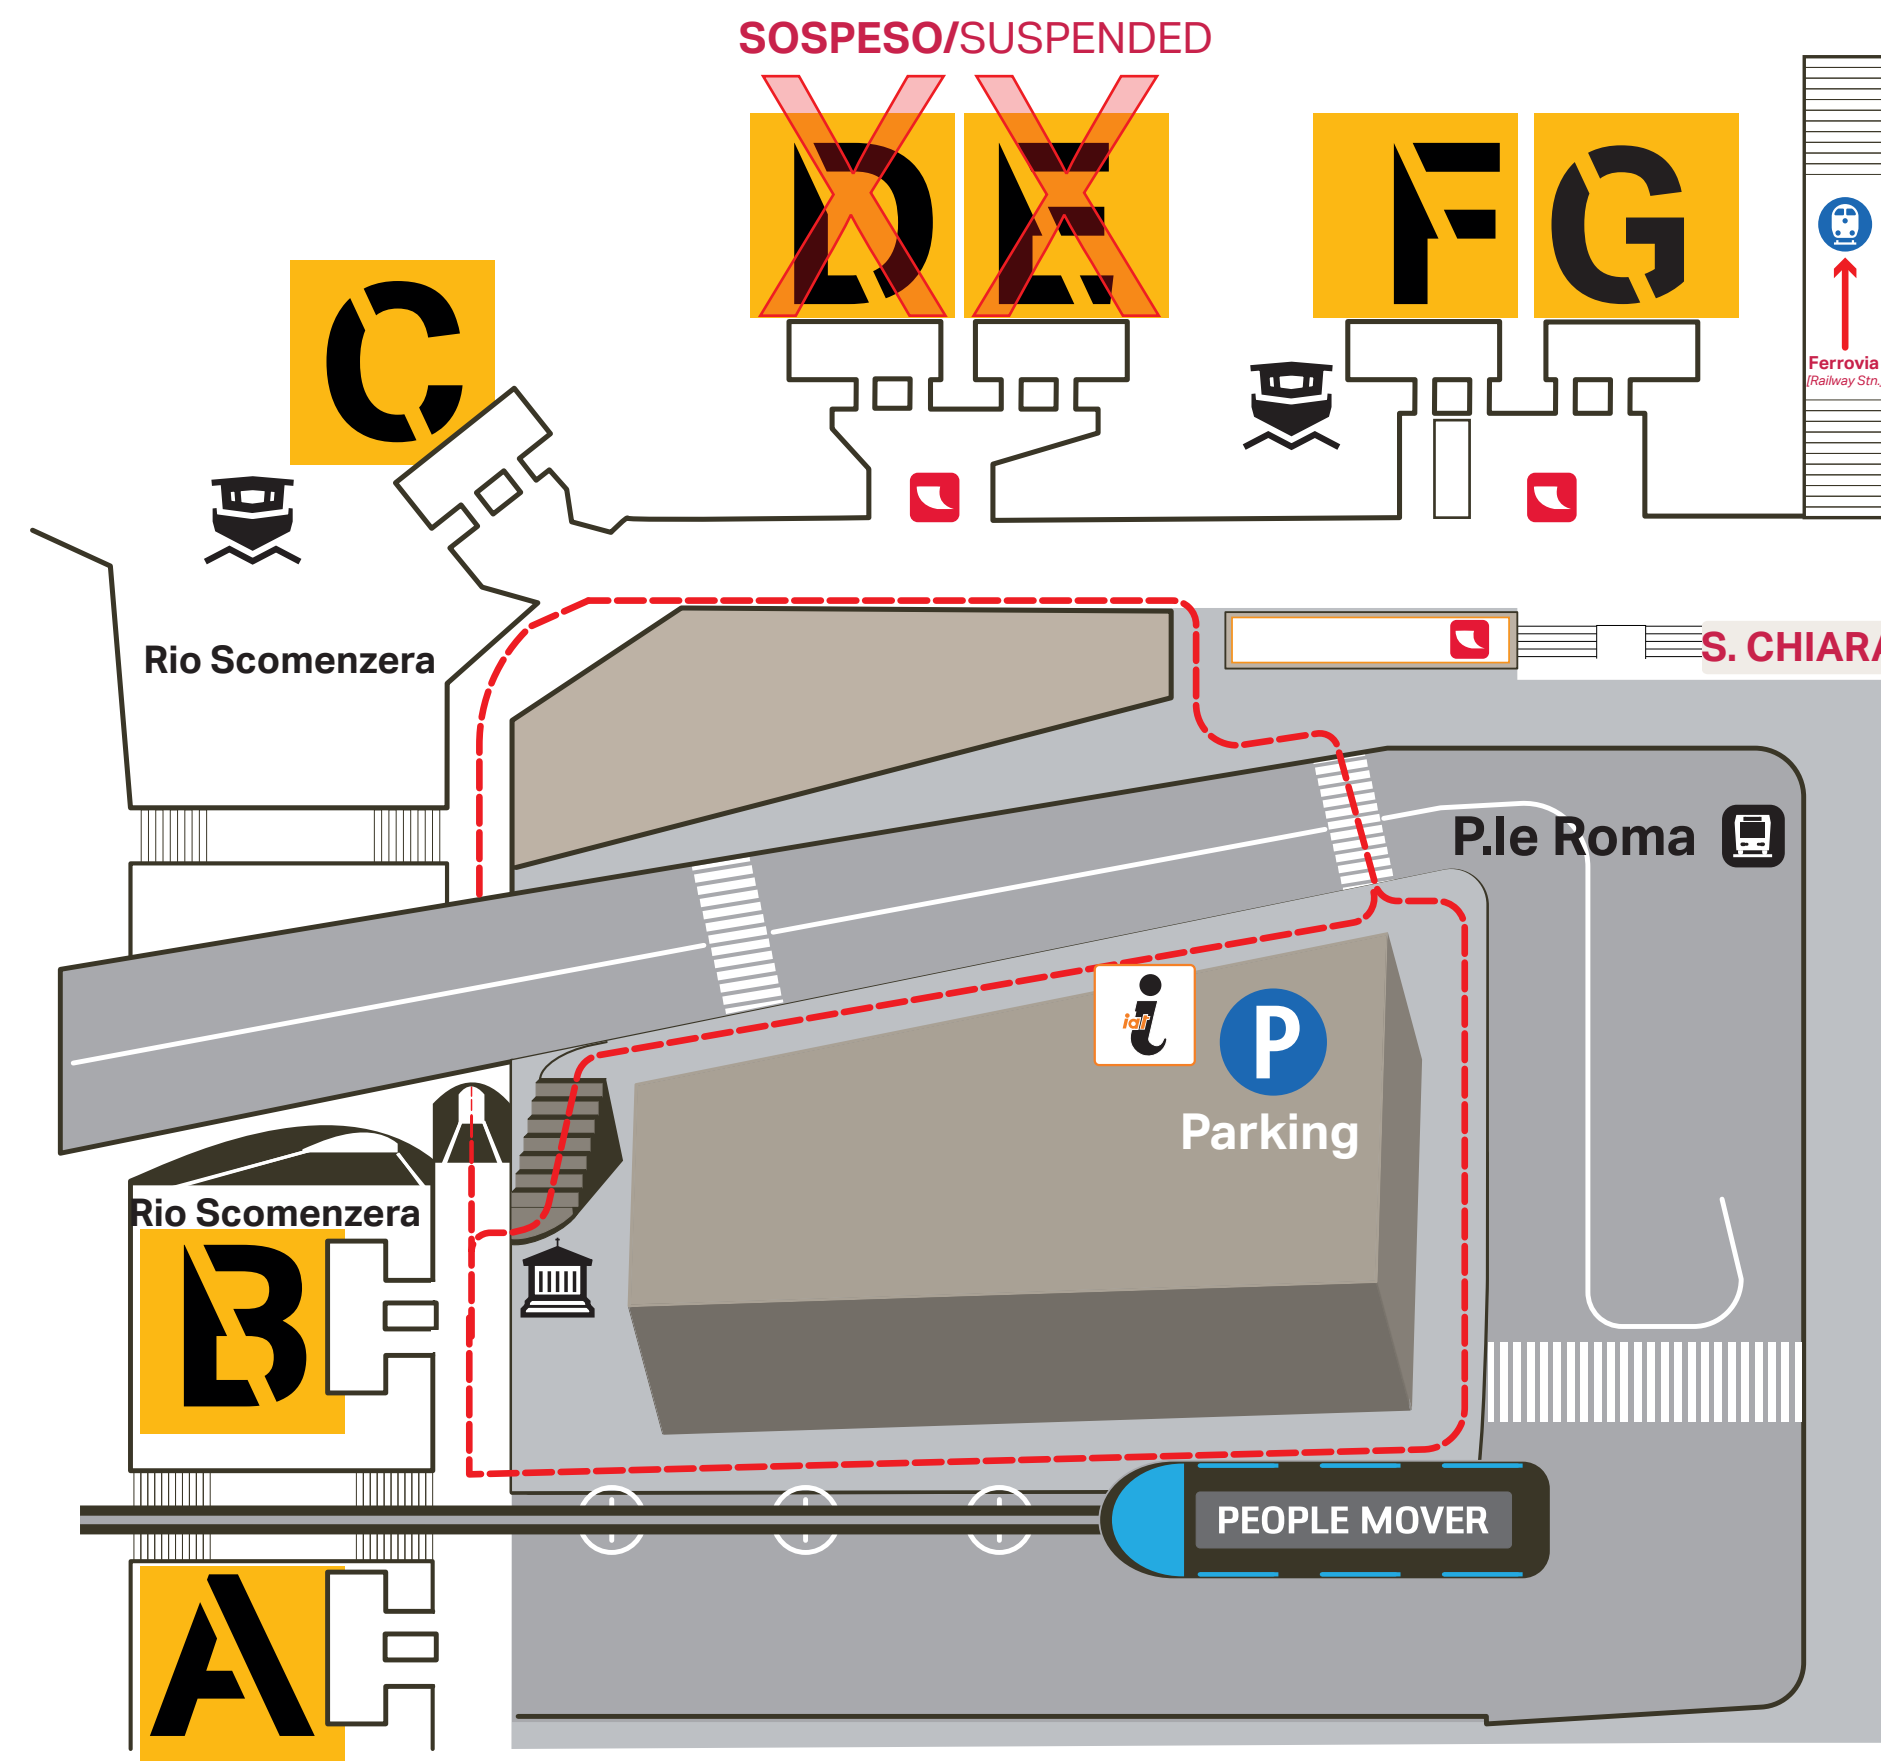 SOSPESO/SUSPENDED
D E F G
C
Ferrovia
[Railway Stn.]
Rio Scomenzera
S. CHIARA
P.le Roma
iat
i
P
Parking
Rio Scomenzera
B
PEOPLE MOVER
A